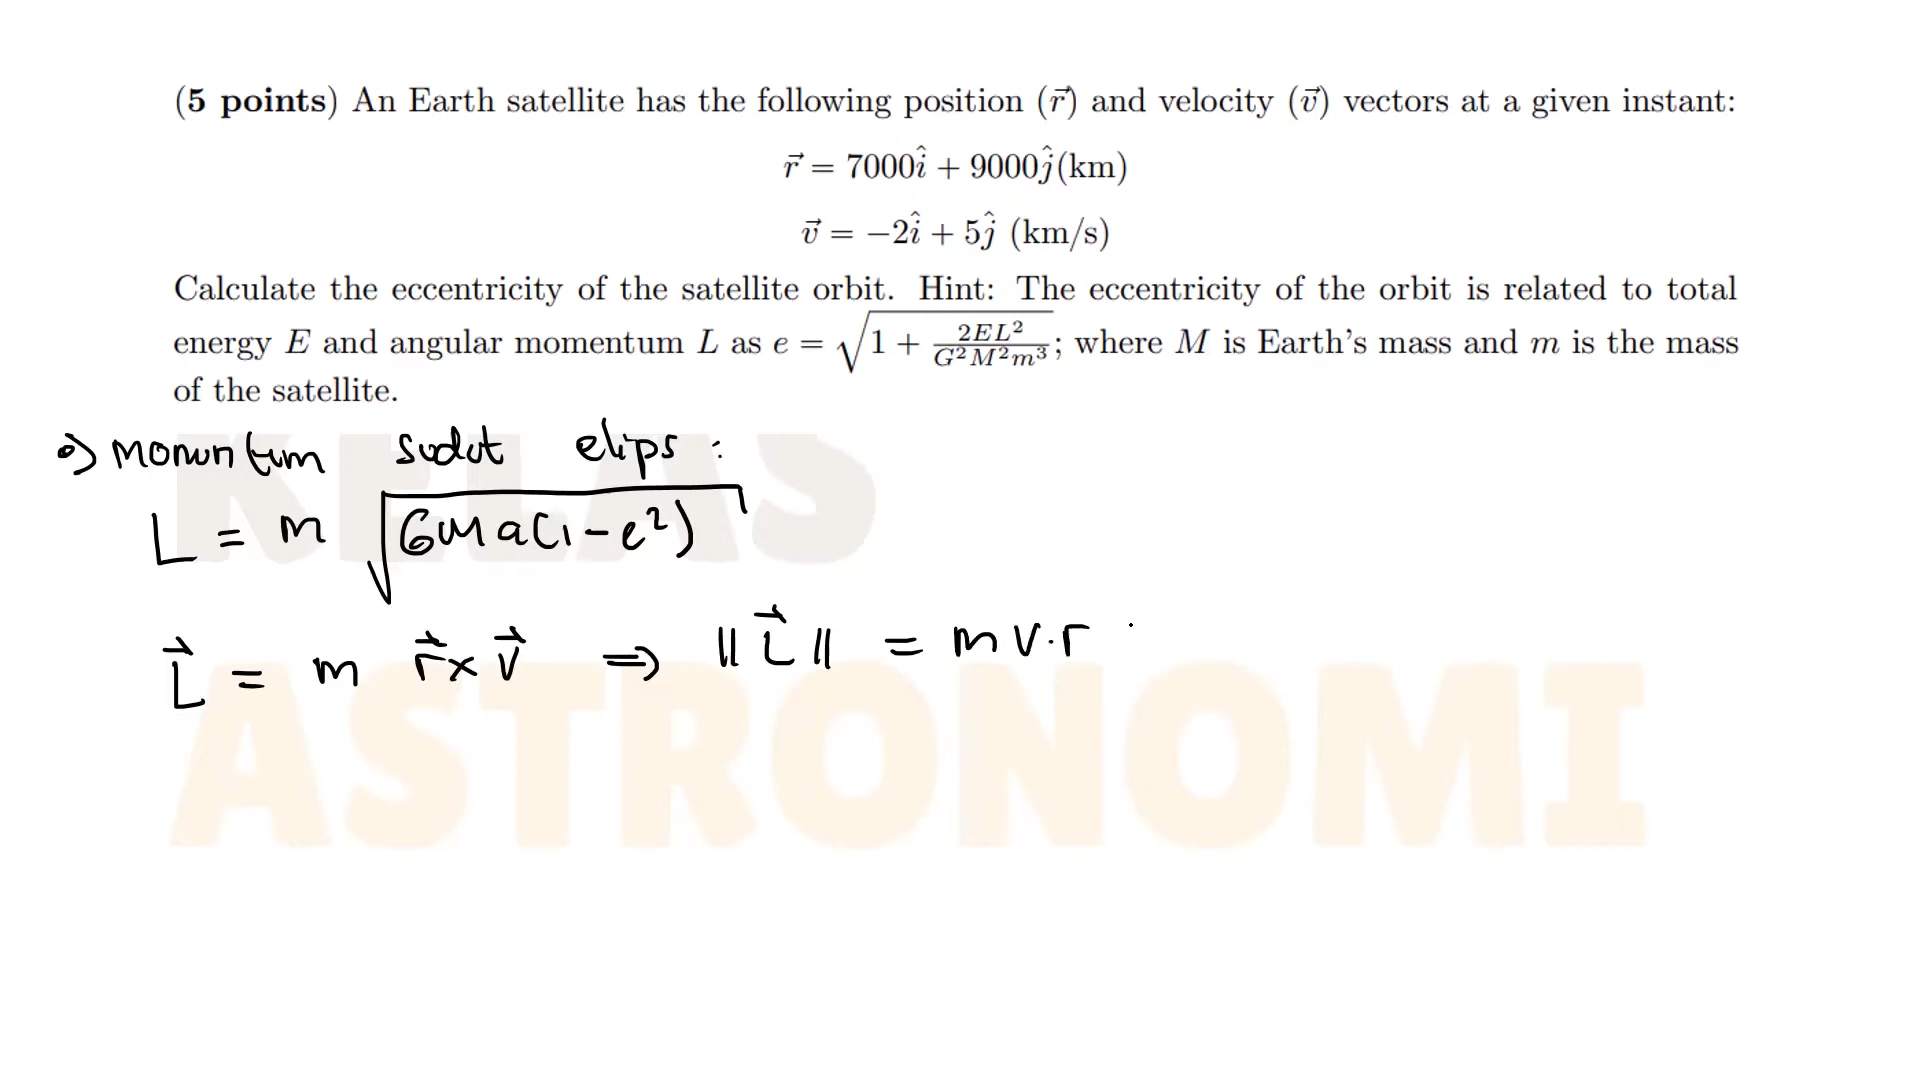 (5 points) An Earth satellite has the following position (r⃗) and velocity (v⃗) vectors at a given instant:
r⃗ = 7000î + 9000ĵ(km)
v⃗ = −2î + 5ĵ (km/s)
Calculate the eccentricity of the satellite orbit. Hint: The eccentricity of the orbit is related to total
energy E and angular momentum L as e = √(1 + 2EL²/(G²M²m³)); where M is Earth's mass and m is the mass
of the satellite.
•) momentum sudut elips :
L = m √(GMa(1−e²))
L⃗ = m r⃗ × v⃗ ⇒ ‖L⃗‖ = m v·r ·
KELAS
ASTRONOMI